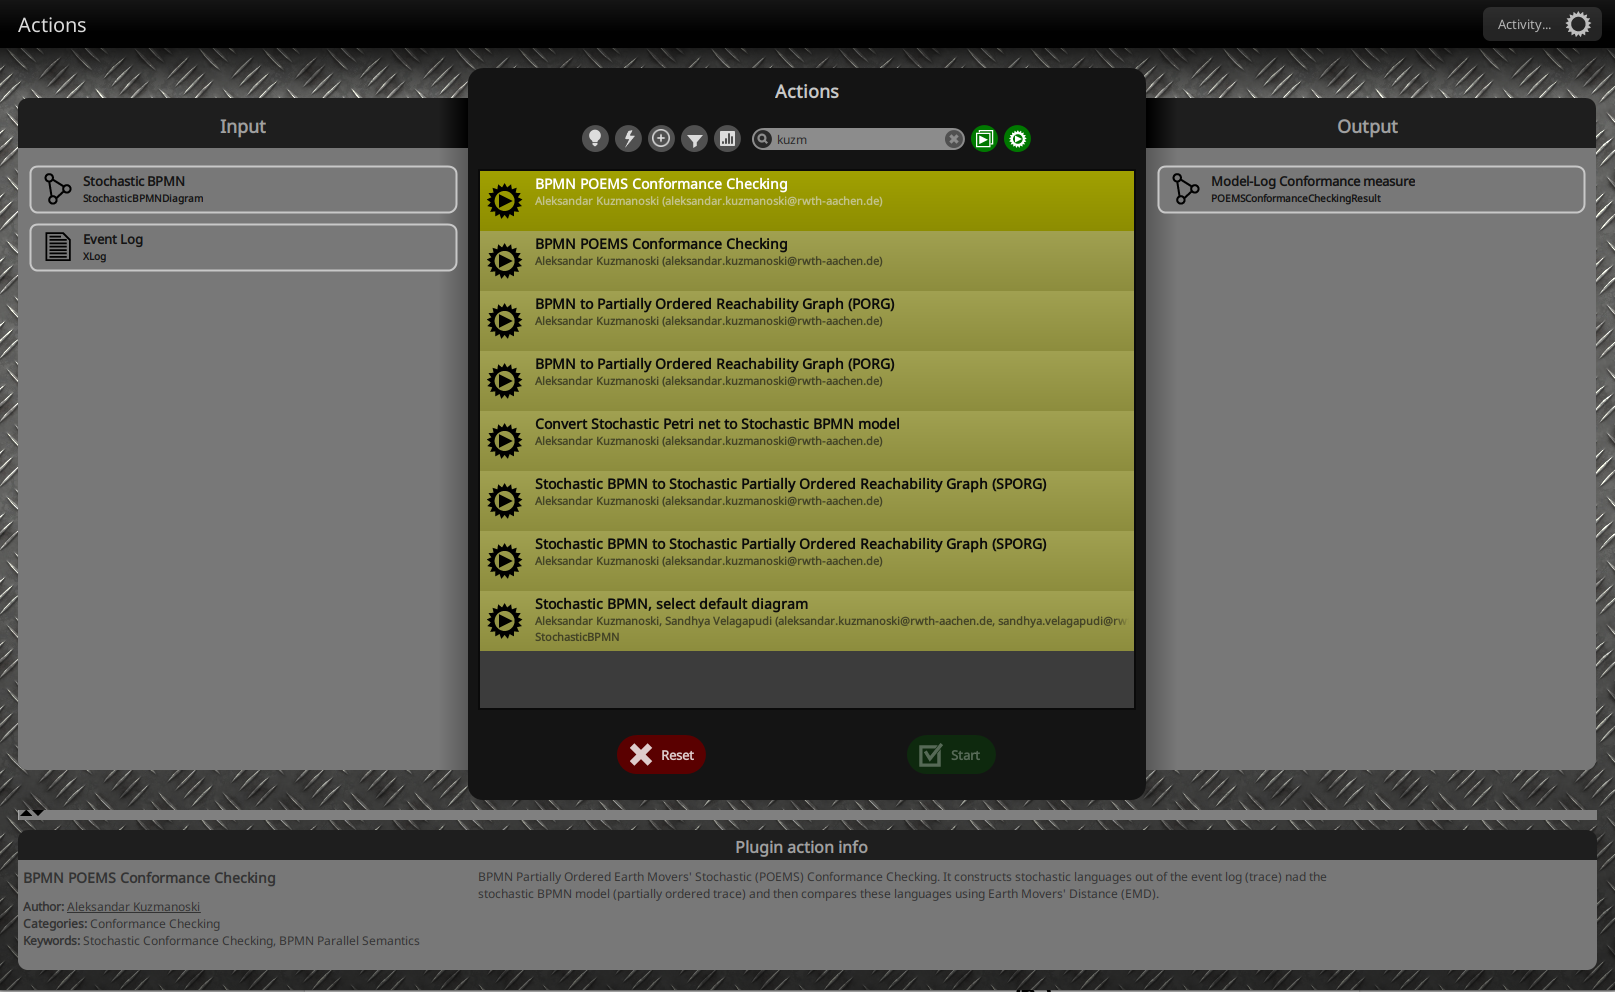 Actions
Activity...
Actions
kuzm
Input
Stochastic BPMN
StochasticBPMNDiagram
Event Log
XLog
BPMN POEMS Conformance Checking
Aleksandar Kuzmanoski (aleksandar.kuzmanoski@rwth-aachen.de)
BPMN POEMS Conformance Checking
Aleksandar Kuzmanoski (aleksandar.kuzmanoski@rwth-aachen.de)
BPMN to Partially Ordered Reachability Graph (PORG)
Aleksandar Kuzmanoski (aleksandar.kuzmanoski@rwth-aachen.de)
BPMN to Partially Ordered Reachability Graph (PORG)
Aleksandar Kuzmanoski (aleksandar.kuzmanoski@rwth-aachen.de)
Convert Stochastic Petri net to Stochastic BPMN model
Aleksandar Kuzmanoski (aleksandar.kuzmanoski@rwth-aachen.de)
Stochastic BPMN to Stochastic Partially Ordered Reachability Graph (SPORG)
Aleksandar Kuzmanoski (aleksandar.kuzmanoski@rwth-aachen.de)
Stochastic BPMN to Stochastic Partially Ordered Reachability Graph (SPORG)
Aleksandar Kuzmanoski (aleksandar.kuzmanoski@rwth-aachen.de)
Stochastic BPMN, select default diagram
Aleksandar Kuzmanoski, Sandhya Velagapudi (aleksandar.kuzmanoski@rwth-aachen.de, sandhya.velagapudi@rw
StochasticBPMN
Reset
Start
Output
Model-Log Conformance measure
POEMSConformanceCheckingResult
Plugin action info
BPMN POEMS Conformance Checking
Author: Aleksandar Kuzmanoski
Categories: Conformance Checking
Keywords: Stochastic Conformance Checking, BPMN Parallel Semantics
BPMN Partially Ordered Earth Movers' Stochastic (POEMS) Conformance Checking. It constructs stochastic languages out of the event log (trace) nad the
stochastic BPMN model (partially ordered trace) and then compares these languages using Earth Movers' Distance (EMD).